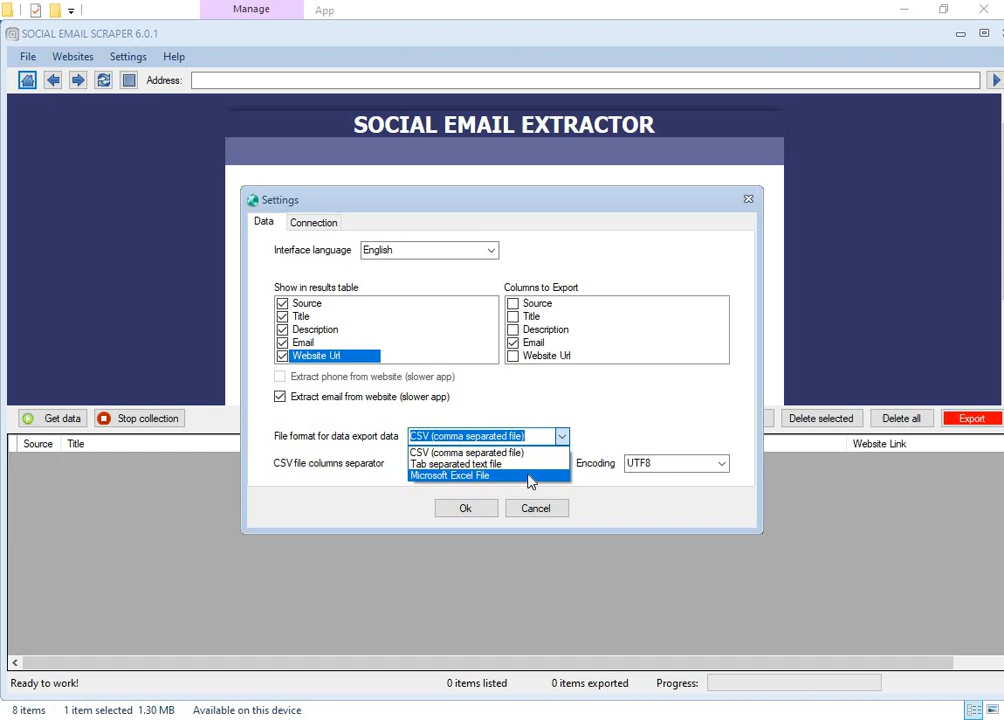 Manage
App
SOCIAL EMAIL SCRAPER 6.0.1
File Websites Settings Help
Address:
SOCIAL EMAIL EXTRACTOR
Settings
Data Connection
Interface language English
Show in results table Columns to Export
Source Source
Title Title
Description Description
Email Email
Website Url Website Url
Extract phone from website (slower app)
Extract email from website (slower app)
Get data Stop collection Delete selected Delete all Export
File format for data export data CSV (comma separated file)
Source Title Website Link
CSV (comma separated file)
CSV file columns separator Tab separated text file Encoding UTF8
Microsoft Excel File
Ok Cancel
Ready to work! 0 items listed 0 items exported Progress:
8 items 1 item selected 1.30 MB Available on this device